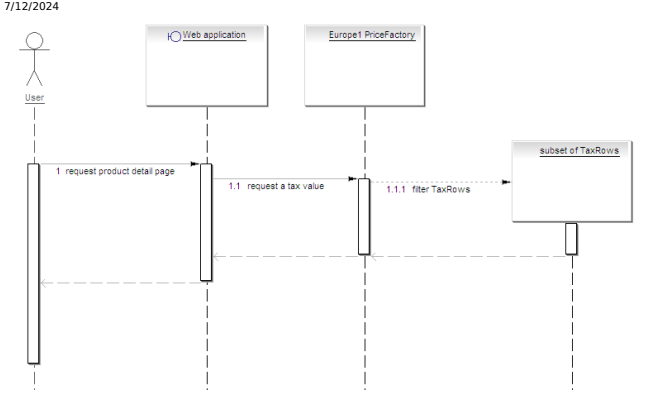 7/12/2024
Web application
Europe1 PriceFactory
User
subset of TaxRows
1 request product detail page
1.1 request a tax value
1.1.1 filter TaxRows